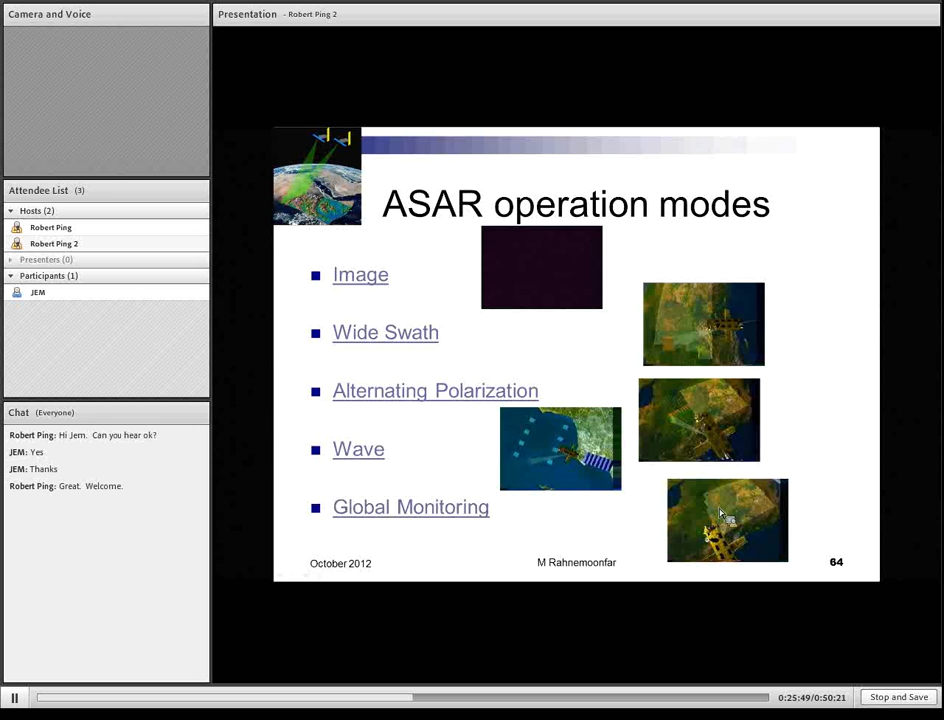 Camera and Voice
Presentation - Robert Ping 2
Attendee List (3)
Hosts (2)
Robert Ping
Robert Ping 2
Presenters (0)
Participants (1)
JEM
Chat (Everyone)
Robert Ping: Hi Jem. Can you hear ok?
JEM: Yes
JEM: Thanks
Robert Ping: Great. Welcome.
ASAR operation modes
Image
Wide Swath
Alternating Polarization
Wave
Global Monitoring
October 2012
M Rahnemoonfar
64
0:25:49/0:50:21
Stop and Save